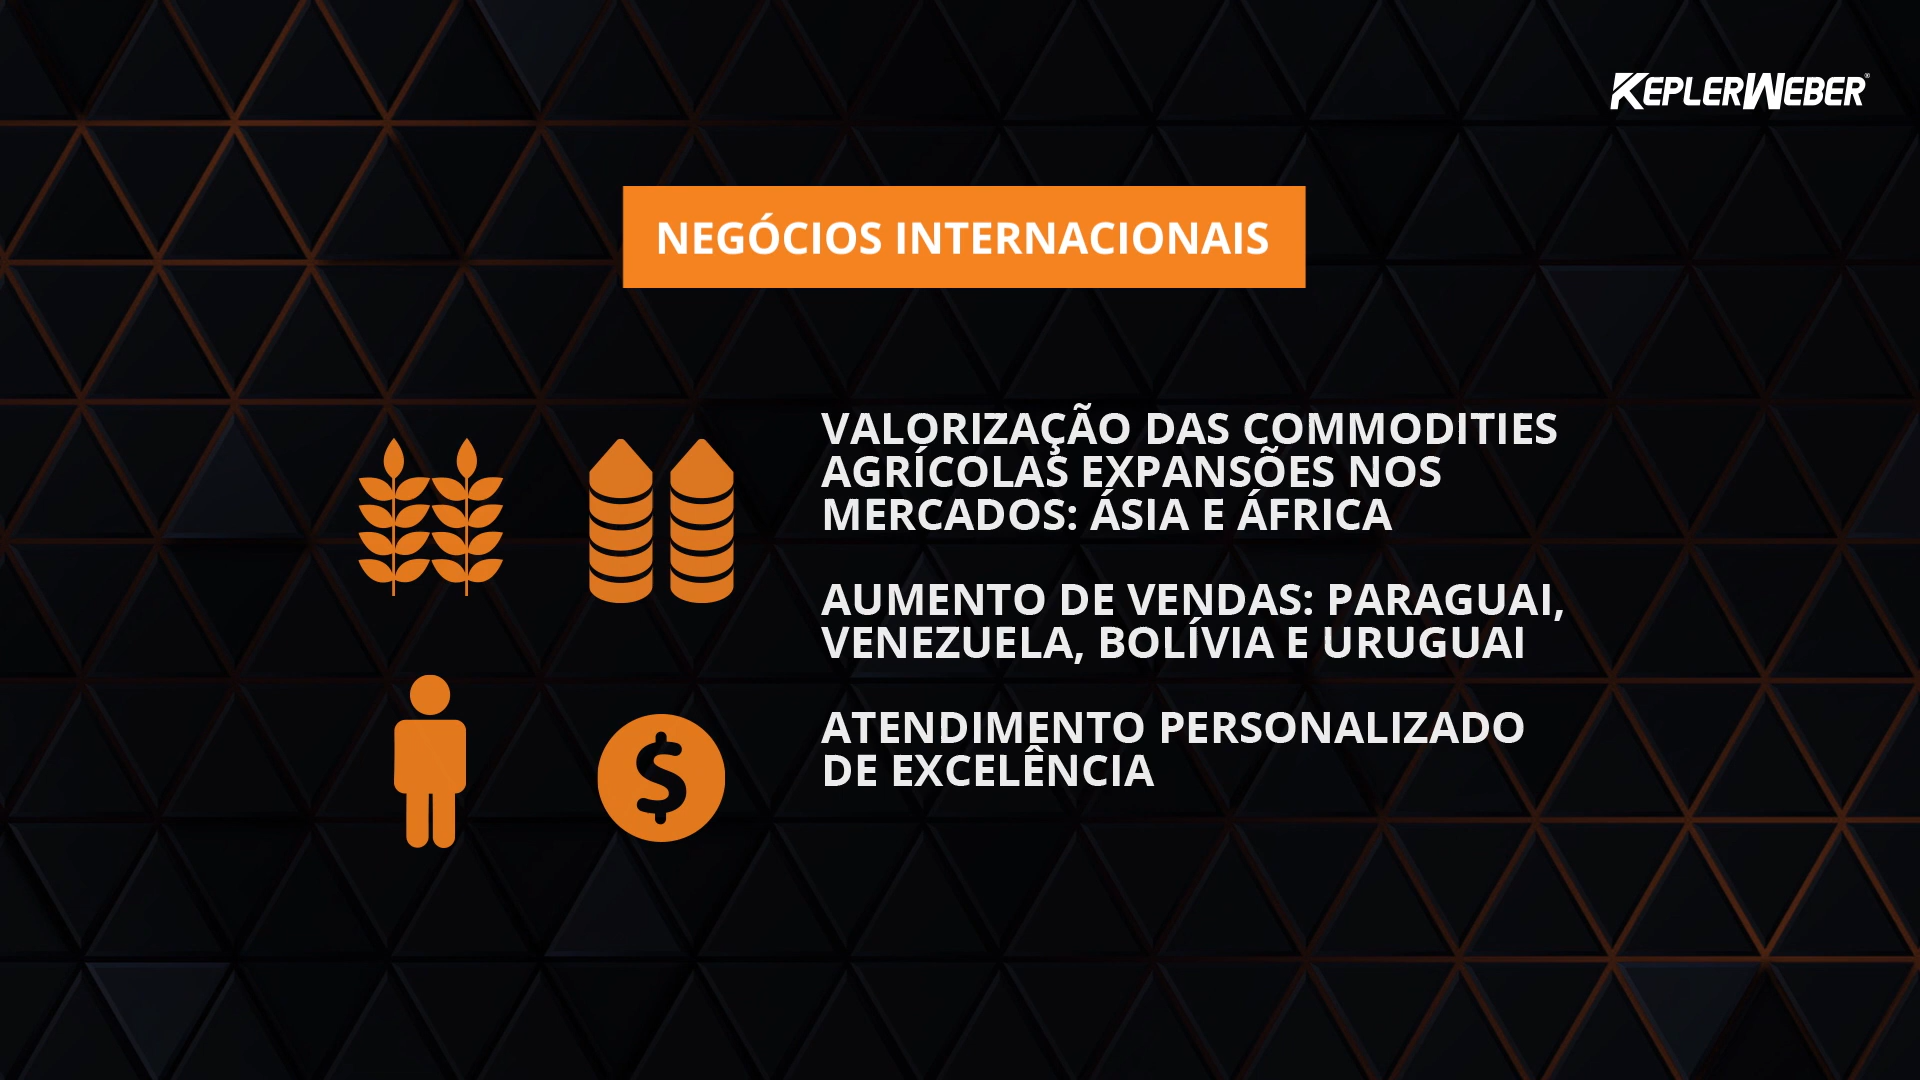 KEPLERWEBER
NEGÓCIOS INTERNACIONAIS
VALORIZAÇÃO DAS COMMODITIES
AGRÍCOLAS EXPANSÕES NOS
MERCADOS: ÁSIA E ÁFRICA
AUMENTO DE VENDAS: PARAGUAI,
VENEZUELA, BOLÍVIA E URUGUAI
ATENDIMENTO PERSONALIZADO
DE EXCELÊNCIA
$